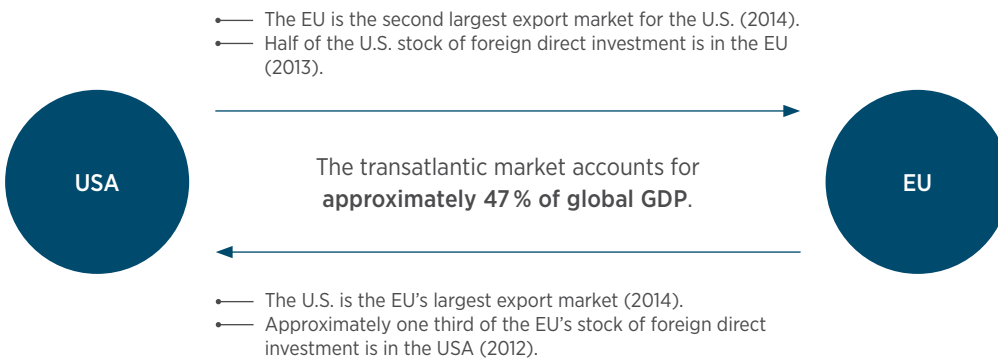 The EU is the second largest export market for the U.S. (2014).
Half of the U.S. stock of foreign direct investment is in the EU
(2013).
USA
The transatlantic market accounts for
approximately 47 % of global GDP.
EU
The U.S. is the EU’s largest export market (2014).
Approximately one third of the EU’s stock of foreign direct
investment is in the USA (2012).